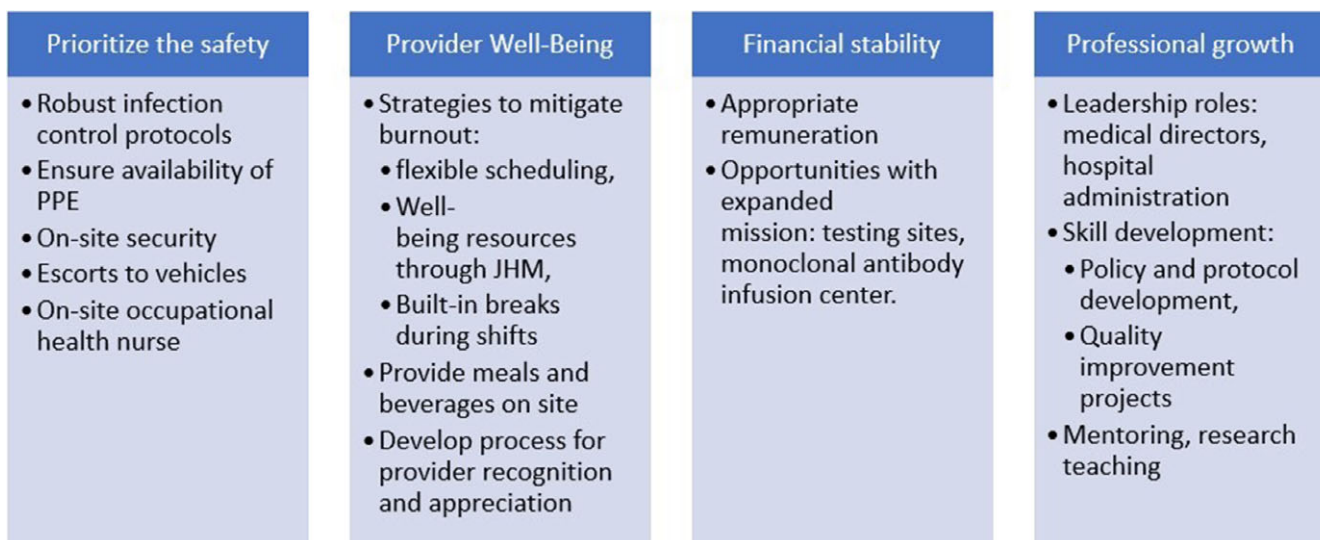 Prioritize the safety
• Robust infection
control protocols
• Ensure availability of
PPE
• On-site security
• Escorts to vehicles
• On-site occupational
health nurse
Provider Well-Being
• Strategies to mitigate
burnout:
• flexible scheduling,
• Well-
being resources
through JHM,
• Built-in breaks
during shifts
• Provide meals and
beverages on site
• Develop process for
provider recognition
and appreciation
Financial stability
• Appropriate
remuneration
• Opportunities with
expanded
mission: testing sites,
monoclonal antibody
infusion center.
Professional growth
• Leadership roles:
medical directors,
hospital
administration
• Skill development:
• Policy and protocol
development,
• Quality
improvement
projects
• Mentoring, research
teaching